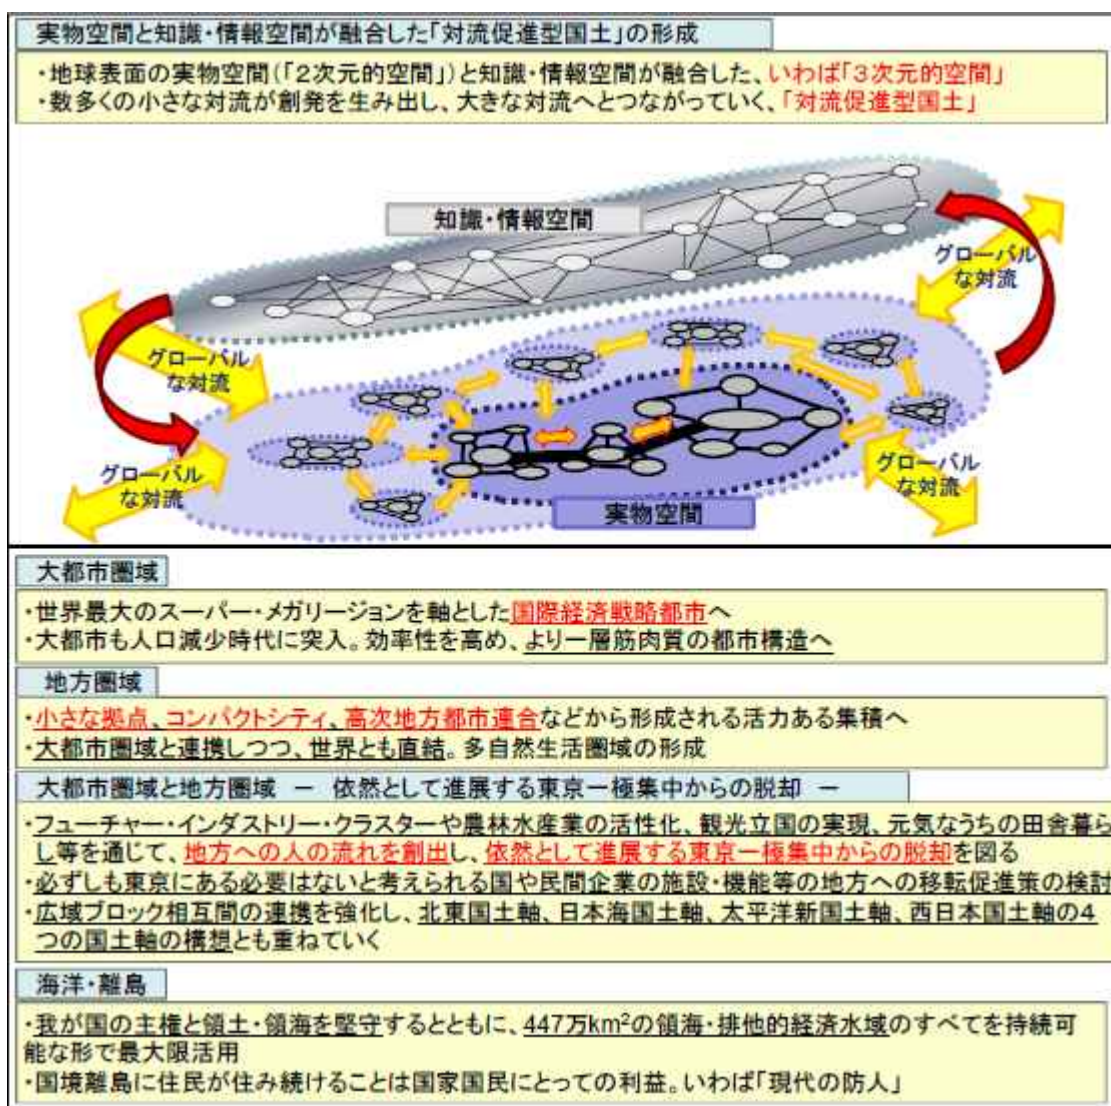 実物空間と知識・情報空間が融合した「対流促進型国土」の形成
・地球表面の実物空間(「2次元的空間」)と知識・情報空間が融合した、いわば「3次元的空間」
・数多くの小さな対流が創発を生み出し、大きな対流へとつながっていく、「対流促進型国土」
知識・情報空間
グローバル
な対流
グローバル
な対流
グローバル
な対流
グローバル
な対流
実物空間
大都市圏域
・世界最大のスーパー・メガリージョンを軸とした国際経済戦略都市へ
・大都市も人口減少時代に突入。効率性を高め、より一層筋肉質の都市構造へ
地方圏域
・小さな拠点、コンパクトシティ、高次地方都市連合などから形成される活力ある集積へ
・大都市圏域と連携しつつ、世界とも直結。多自然生活圏域の形成
大都市圏域と地方圏域 - 依然として進展する東京一極集中からの脱却 -
・フューチャー・インダストリー・クラスターや農林水産業の活性化、観光立国の実現、元気なうちの田舎暮ら
し等を通じて、地方への人の流れを創出し、依然として進展する東京一極集中からの脱却を図る
・必ずしも東京にある必要はないと考えられる国や民間企業の施設・機能等の地方への移転促進策の検討
・広域ブロック相互間の連携を強化し、北東国土軸、日本海国土軸、太平洋新国土軸、西日本国土軸の4
つの国土軸の構想とも重ねていく
海洋・離島
・我が国の主権と領土・領海を堅守するとともに、447万km²の領海・排他的経済水域のすべてを持続可
能な形で最大限活用
・国境離島に住民が住み続けることは国家国民にとっての利益。いわば「現代の防人」